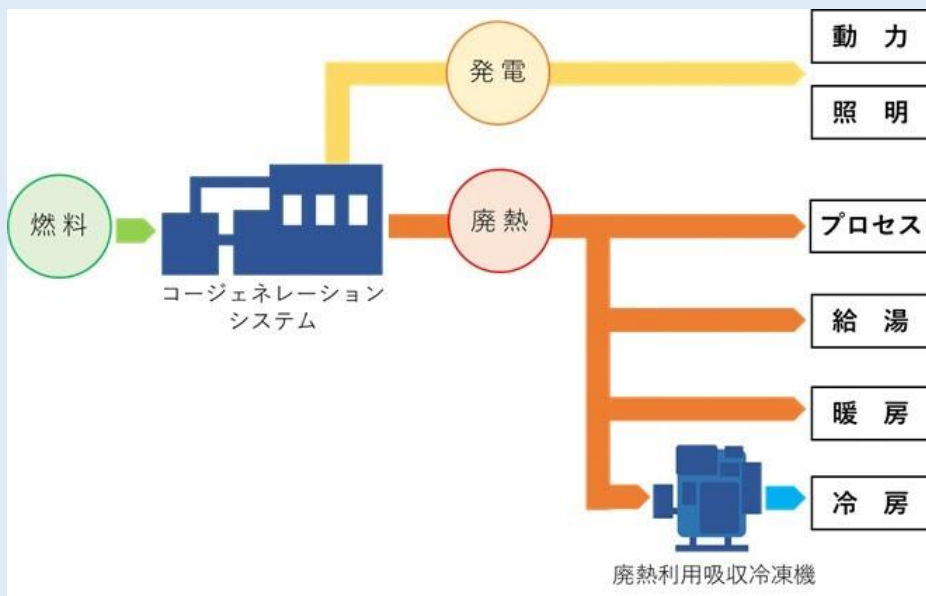 動 力
発 電
照 明
燃 料
廃 熱
プロセス
コージェネレーション
システム
給 湯
暖 房
冷 房
廃熱利用吸収冷凍機